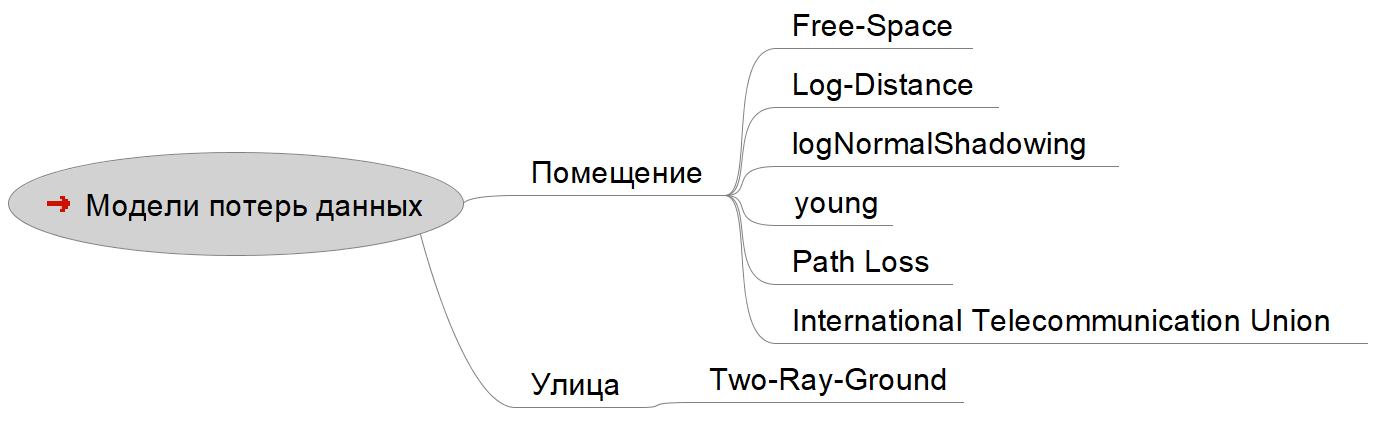 Модели потерь данных
Помещение
Free-Space
Log-Distance
logNormalShadowing
young
Path Loss
International Telecommunication Union
Улица
Two-Ray-Ground